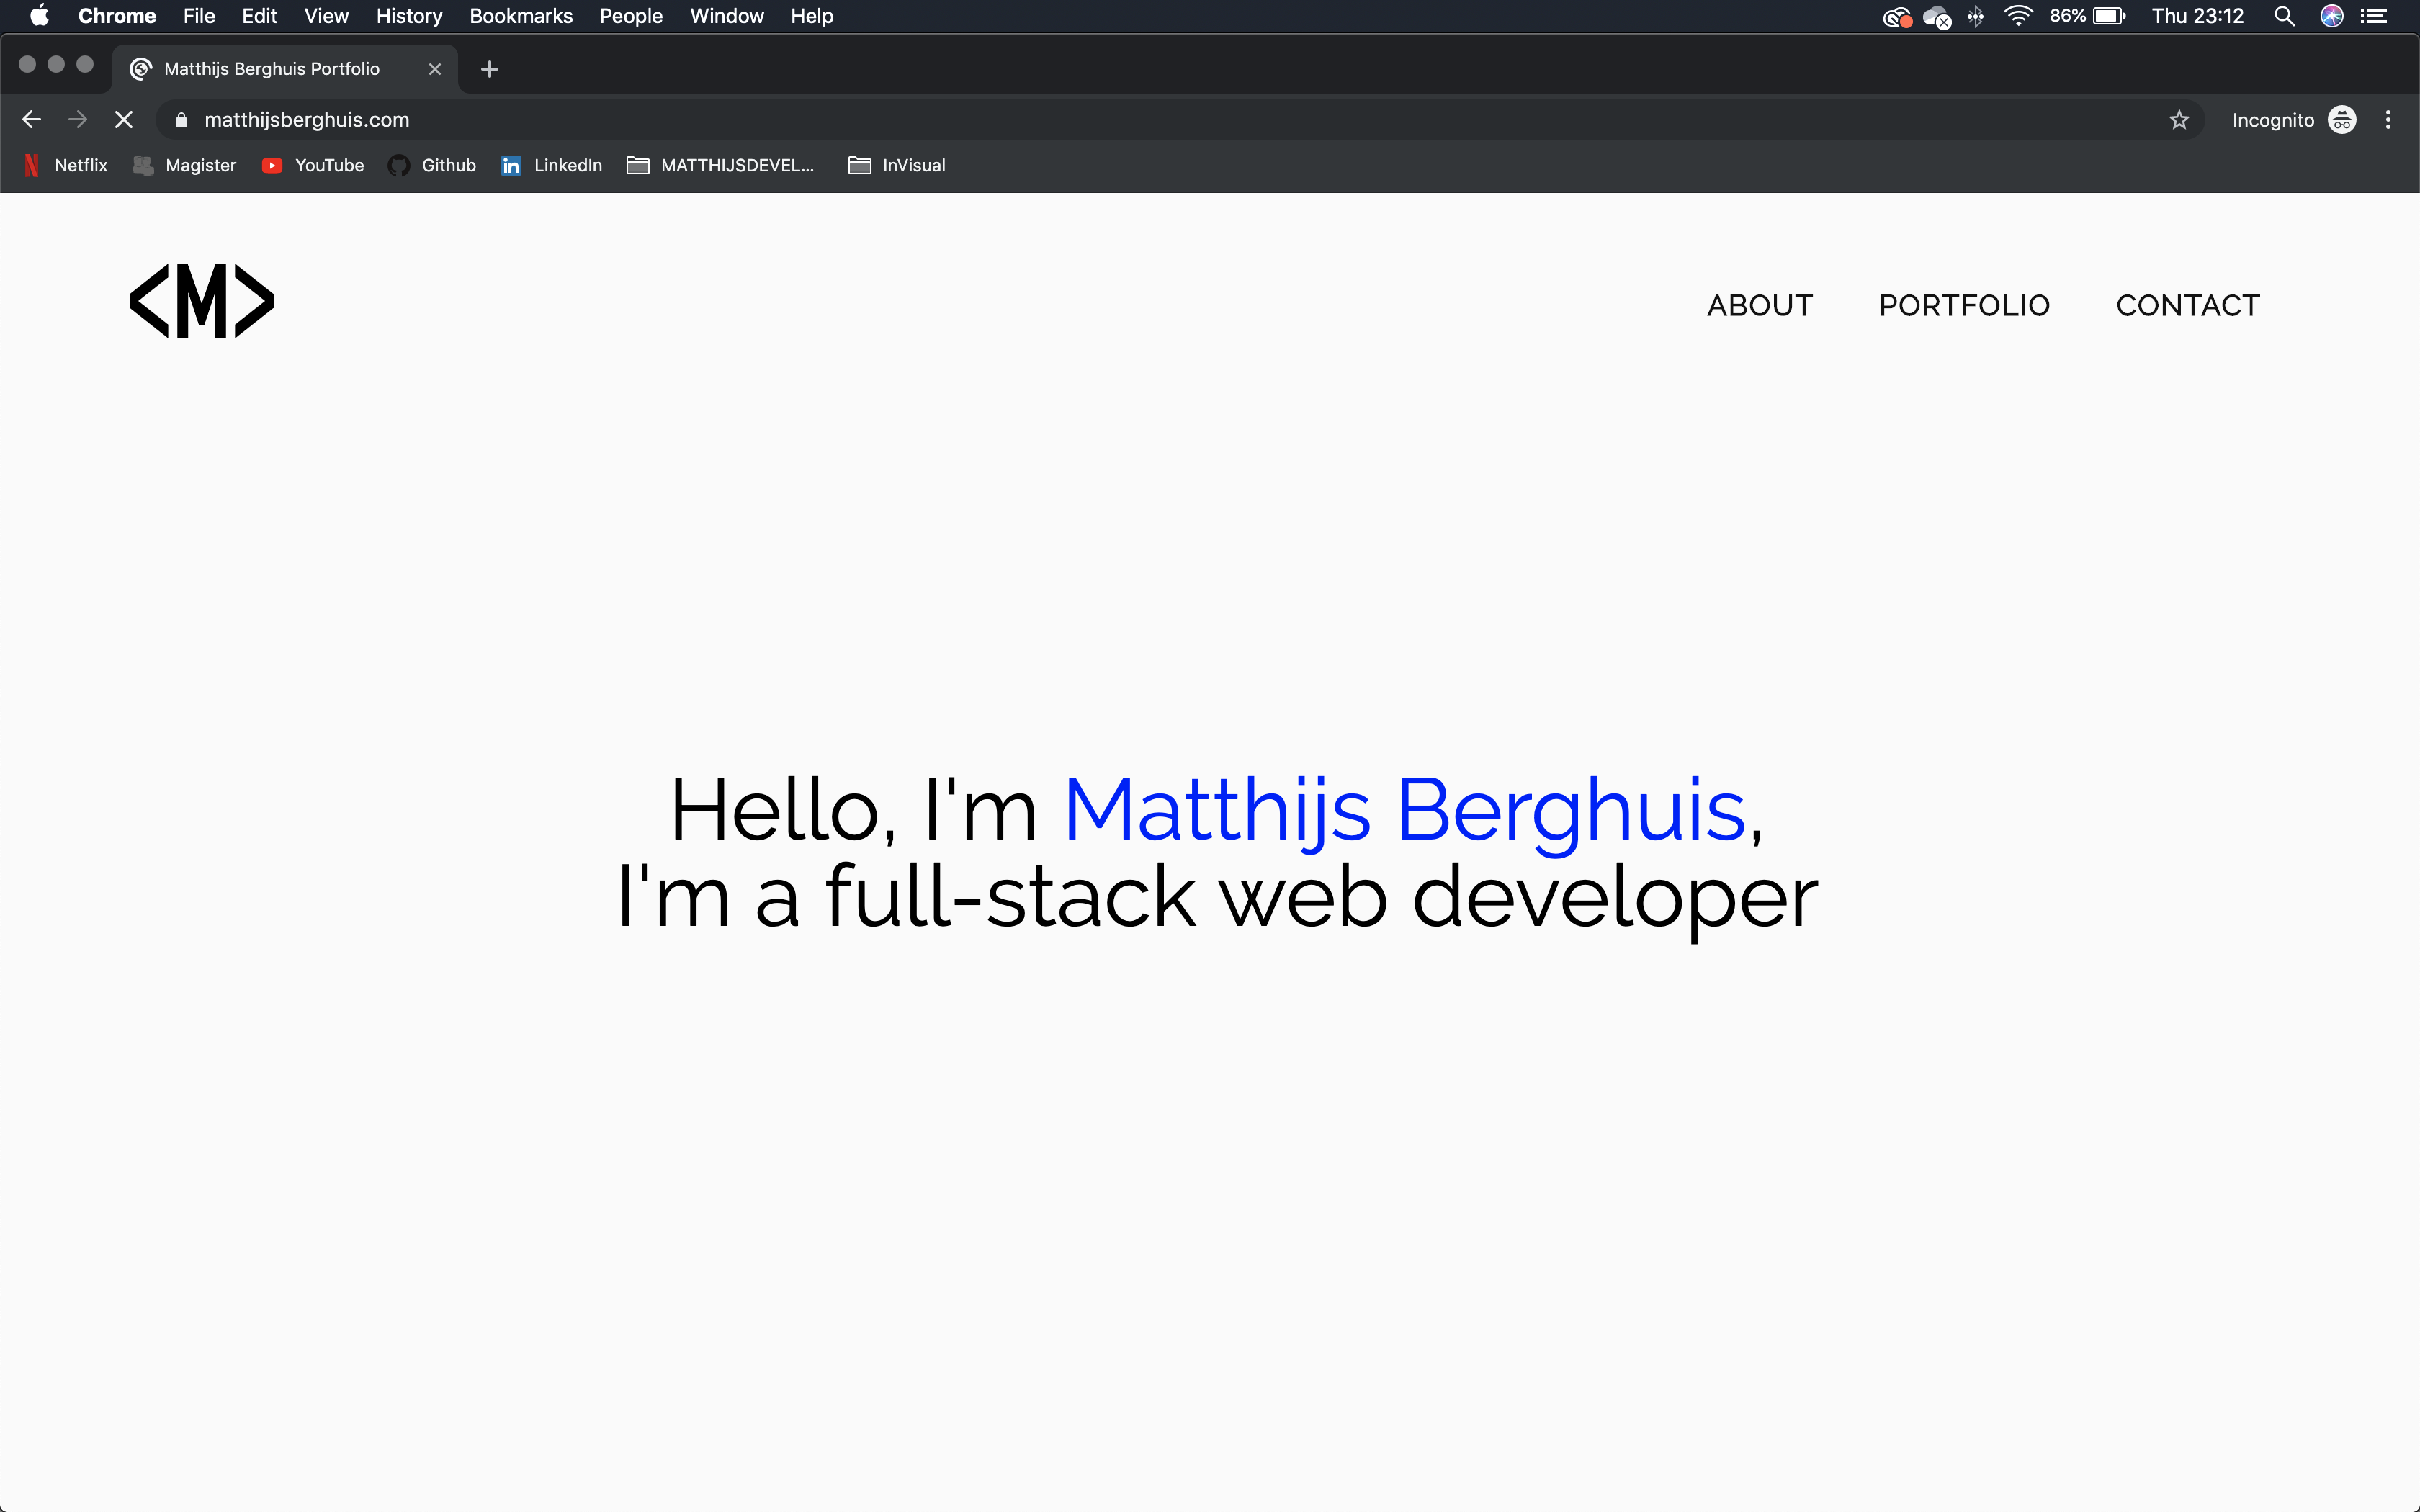 Chrome File Edit View History Bookmarks People Window Help 86% Thu 23:12
Matthijs Berghuis Portfolio
matthijsberghuis.com Incognito
Netflix Magister YouTube Github LinkedIn MATTHIJSDEVEL... InVisual
<M> ABOUT PORTFOLIO CONTACT
Hello, I'm Matthijs Berghuis,
I'm a full-stack web developer